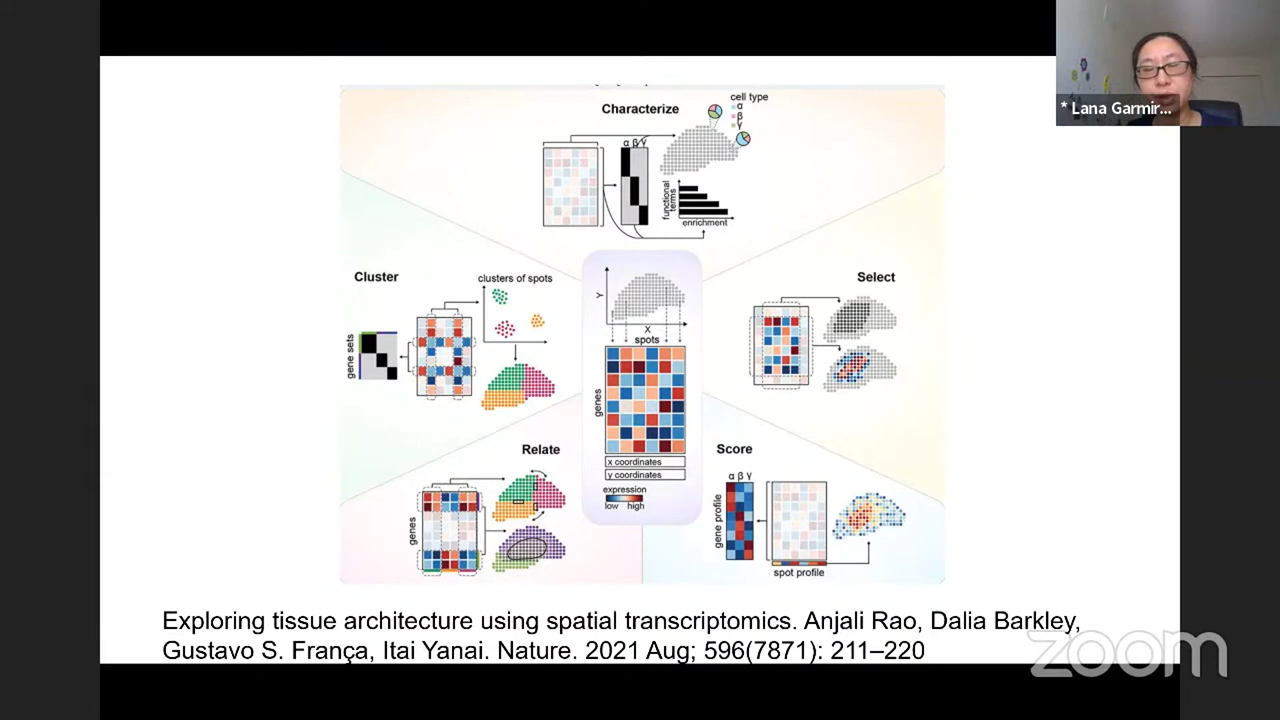 * Lana Garmir...
Characterize
cell type
α
β
γ
α β γ
functional
terms
enrichment
Cluster
clusters of spots
gene sets
Select
Y
X
spots
genes
x coordinates
y coordinates
expression
low high
Relate
genes
Score
α β γ
gene profile
spot profile
Exploring tissue architecture using spatial transcriptomics. Anjali Rao, Dalia Barkley,
Gustavo S. França, Itai Yanai. Nature. 2021 Aug; 596(7871): 211–220
zoom